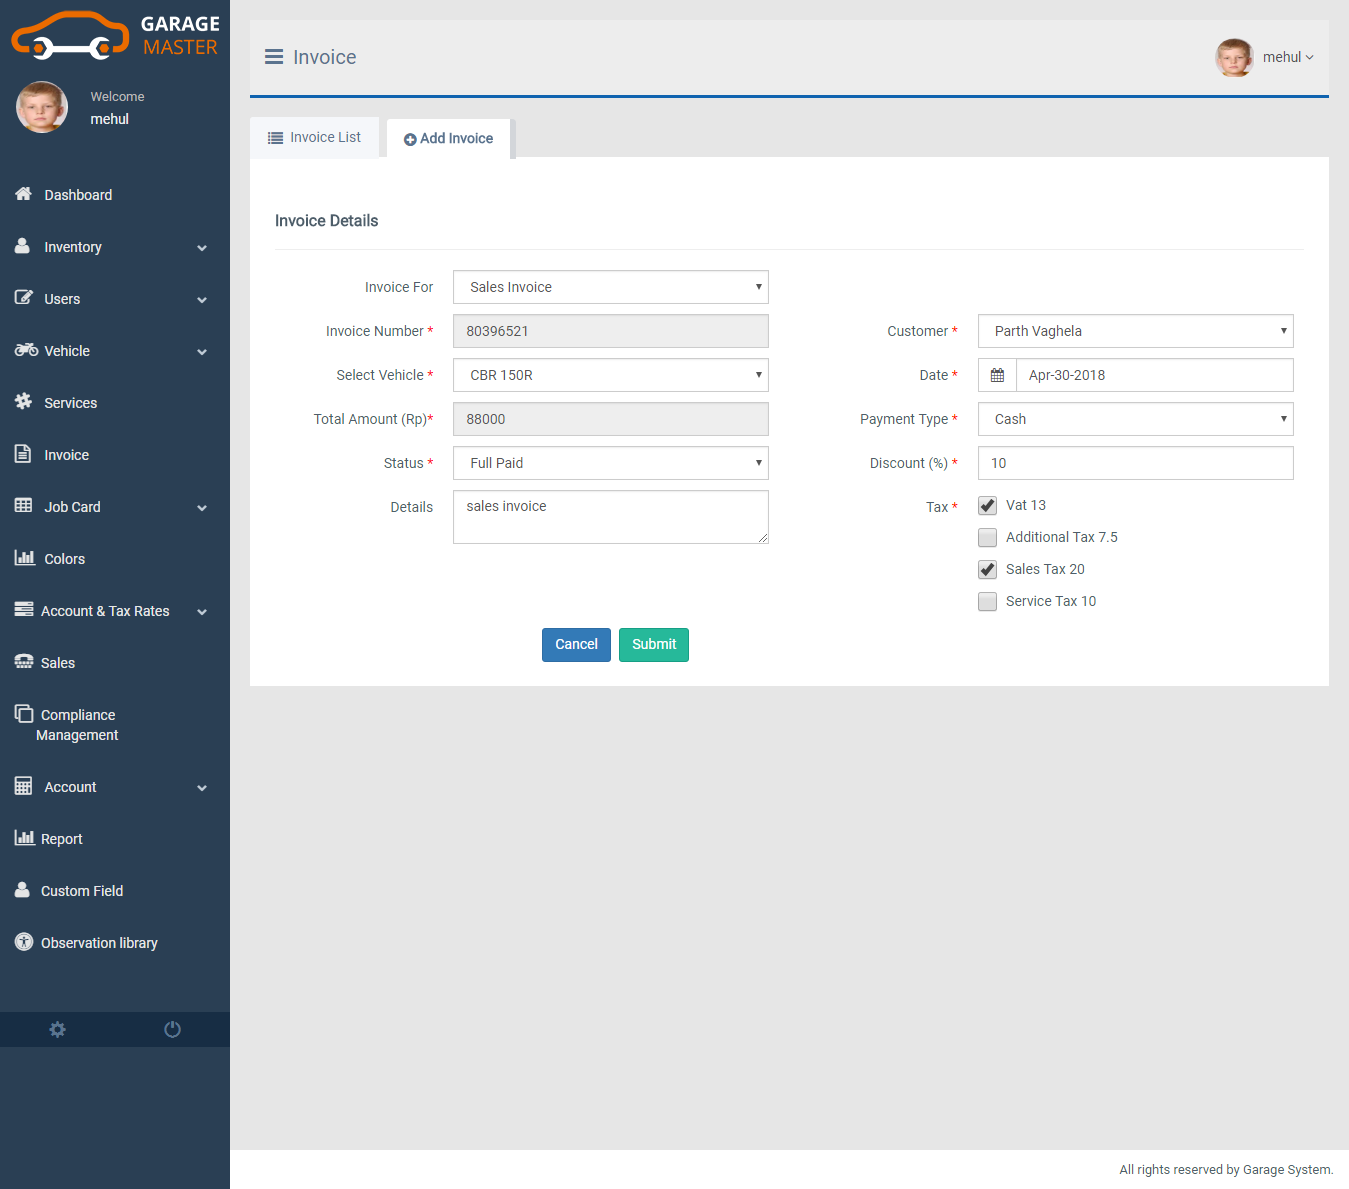 GARAGE
MASTER
Welcome
mehul
Dashboard
Inventory
Users
Vehicle
Services
Invoice
Job Card
Colors
Account & Tax Rates
Sales
Compliance
Management
Account
Report
Custom Field
Observation library
Invoice
mehul
Invoice List
Add Invoice
Invoice Details
Invoice For
Sales Invoice
Invoice Number *
80396521
Customer *
Parth Vaghela
Select Vehicle *
CBR 150R
Date *
Apr-30-2018
Total Amount (Rp)*
88000
Payment Type *
Cash
Status *
Full Paid
Discount (%) *
10
Details
sales invoice
Tax *
Vat 13
Additional Tax 7.5
Sales Tax 20
Service Tax 10
Cancel
Submit
All rights reserved by Garage System.